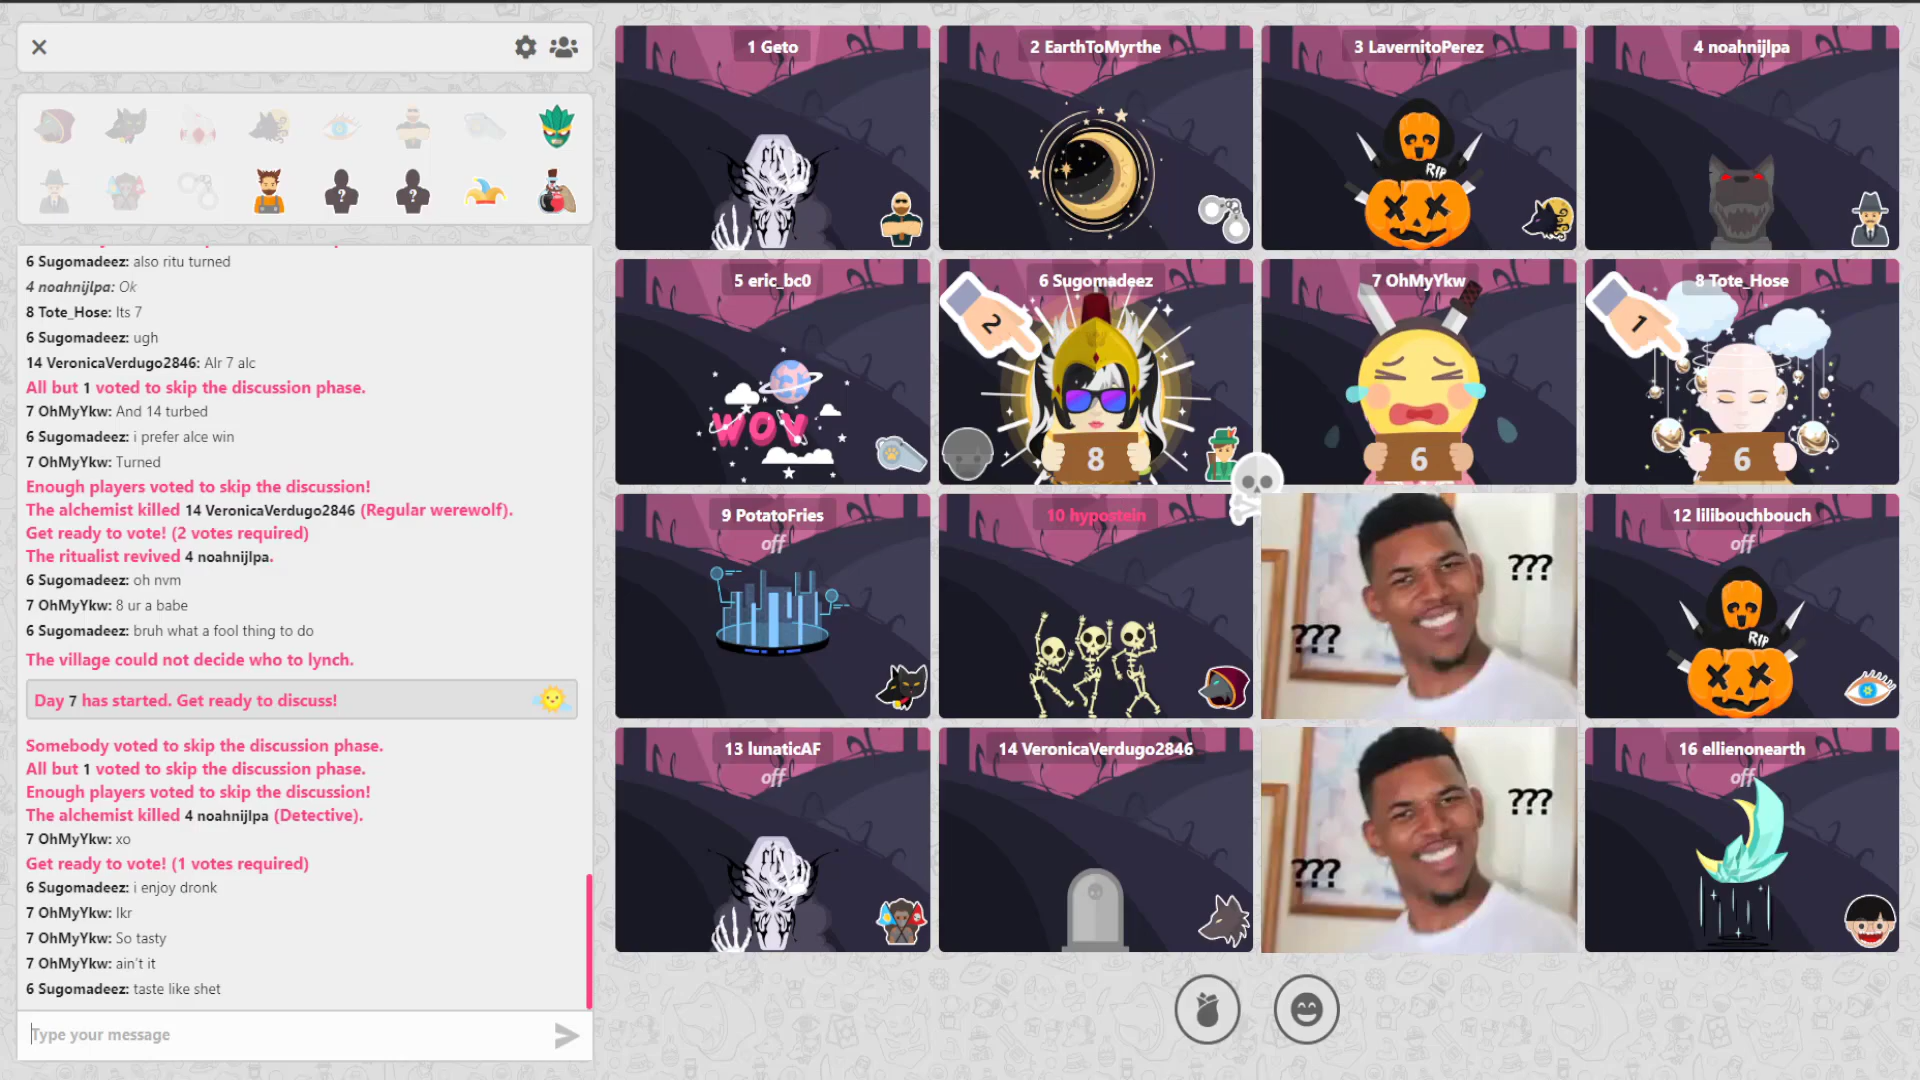 6 Sugomadeez: also ritu turned
4 noahnijlpa: Ok
8 Tote_Hose: Its 7
6 Sugomadeez: ugh
14 VeronicaVerdugo2846: Alr 7 alc
All but 1 voted to skip the discussion phase.
7 OhMyYkw: And 14 turbed
6 Sugomadeez: i prefer alce win
7 OhMyYkw: Turned
Enough players voted to skip the discussion!
The alchemist killed 14 VeronicaVerdugo2846 (Regular werewolf).
Get ready to vote! (2 votes required)
The ritualist revived 4 noahnijlpa.
6 Sugomadeez: oh nvm
7 OhMyYkw: 8 ur a babe
6 Sugomadeez: bruh what a fool thing to do
The village could not decide who to lynch.
Day 7 has started. Get ready to discuss!
Somebody voted to skip the discussion phase.
All but 1 voted to skip the discussion phase.
Enough players voted to skip the discussion!
The alchemist killed 4 noahnijlpa (Detective).
7 OhMyYkw: xo
Get ready to vote! (1 votes required)
6 Sugomadeez: i enjoy dronk
7 OhMyYkw: Ikr
7 OhMyYkw: So tasty
7 OhMyYkw: ain't it
6 Sugomadeez: taste like shet
Type your message
1 Geto
2 EarthToMyrthe
3 LavernitoPerez
RIP
4 noahnijlpa
5 eric_bc0
WOV
6 Sugomadeez
2
8
7 OhMyYkw
6
8 Tote_Hose
1
6
9 PotatoFries
off
10 hypostein
???
???
12 lilibouchbouch
off
RIP
13 lunaticAF
off
14 VeronicaVerdugo2846
???
???
16 ellienonearth
off